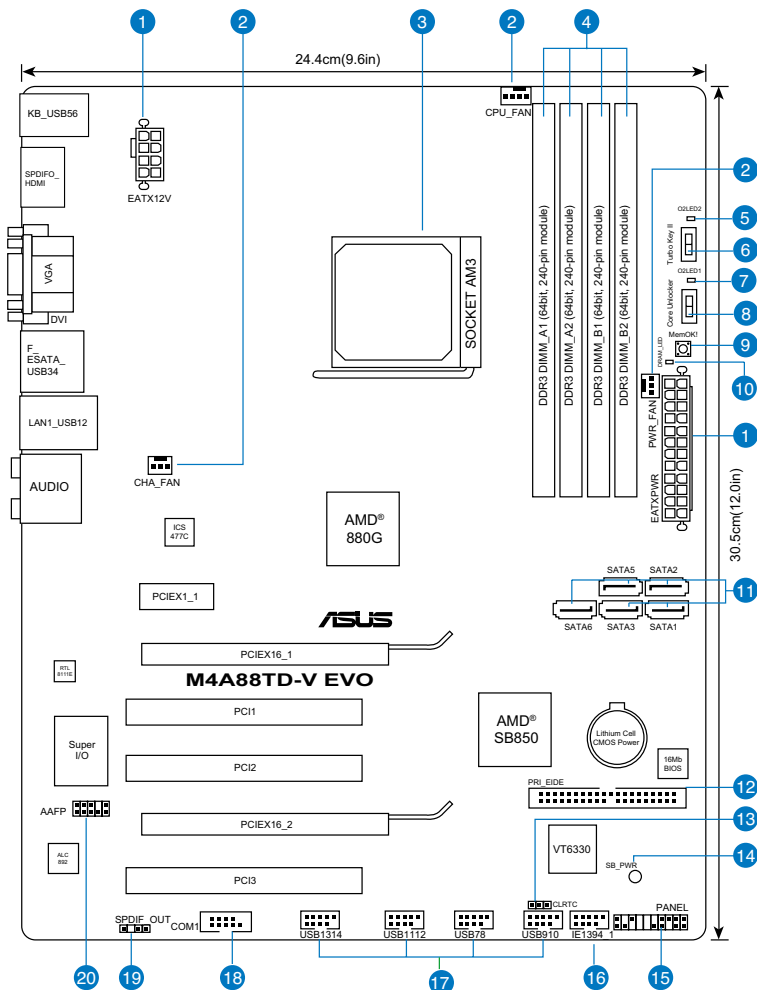 1
2
3
2
4
24.4cm(9.6in)
KB_USB56
CPU_FAN
SPDIFO_
HDMI
EATX12V
2
O2LED2
5
Turbo Key II
6
VGA
SOCKET AM3
DDR3 DIMM_A1 (64bit, 240-pin module)
DDR3 DIMM_A2 (64bit, 240-pin module)
DDR3 DIMM_B1 (64bit, 240-pin module)
DDR3 DIMM_B2 (64bit, 240-pin module)
O2LED1
7
Core Unlocker
8
DVI
MemOK!
9
F_
ESATA_
USB34
DRAM_LED
10
LAN1_USB12
2
PWR_FAN
1
CHA_FAN
AUDIO
EATXPWR
30.5cm(12.0in)
ICS
477C
AMD®
880G
SATA5
SATA2
11
PCIEX1_1
SATA6
SATA3
SATA1
ASUS
PCIEX16_1
RTL
8111E
M4A88TD-V EVO
PCI1
AMD®
SB850
Lithium Cell
CMOS Power
Super
I/O
PCI2
16Mb
BIOS
PRI_EIDE
12
AAFP
PCIEX16_2
13
VT6330
14
SB_PWR
ALC
892
PCI3
CLRTC
PANEL
SPDIF_OUT
COM1
USB1314
USB1112
USB78
USB910
IE1394_1
20
19
18
17
16
15